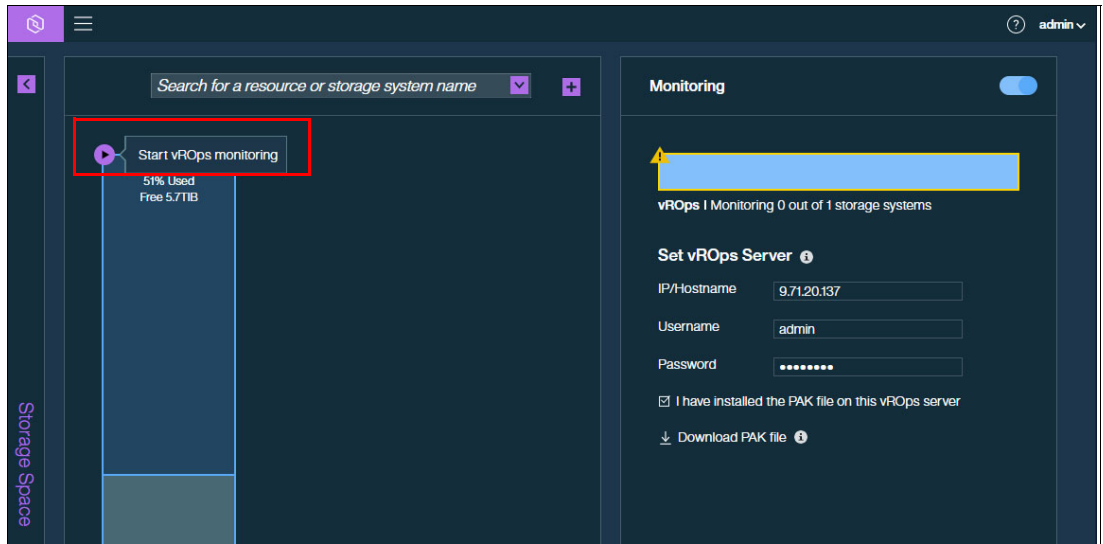 ? admin
Search for a resource or storage system name
+
Monitoring
Start vROps monitoring
51% Used
Free 5.7TIB
vROps | Monitoring 0 out of 1 storage systems
Set vROps Server
IP/Hostname 9.71.20.137
Username admin
Password ••••••••
I have installed the PAK file on this vROps server
Download PAK file
Storage Space